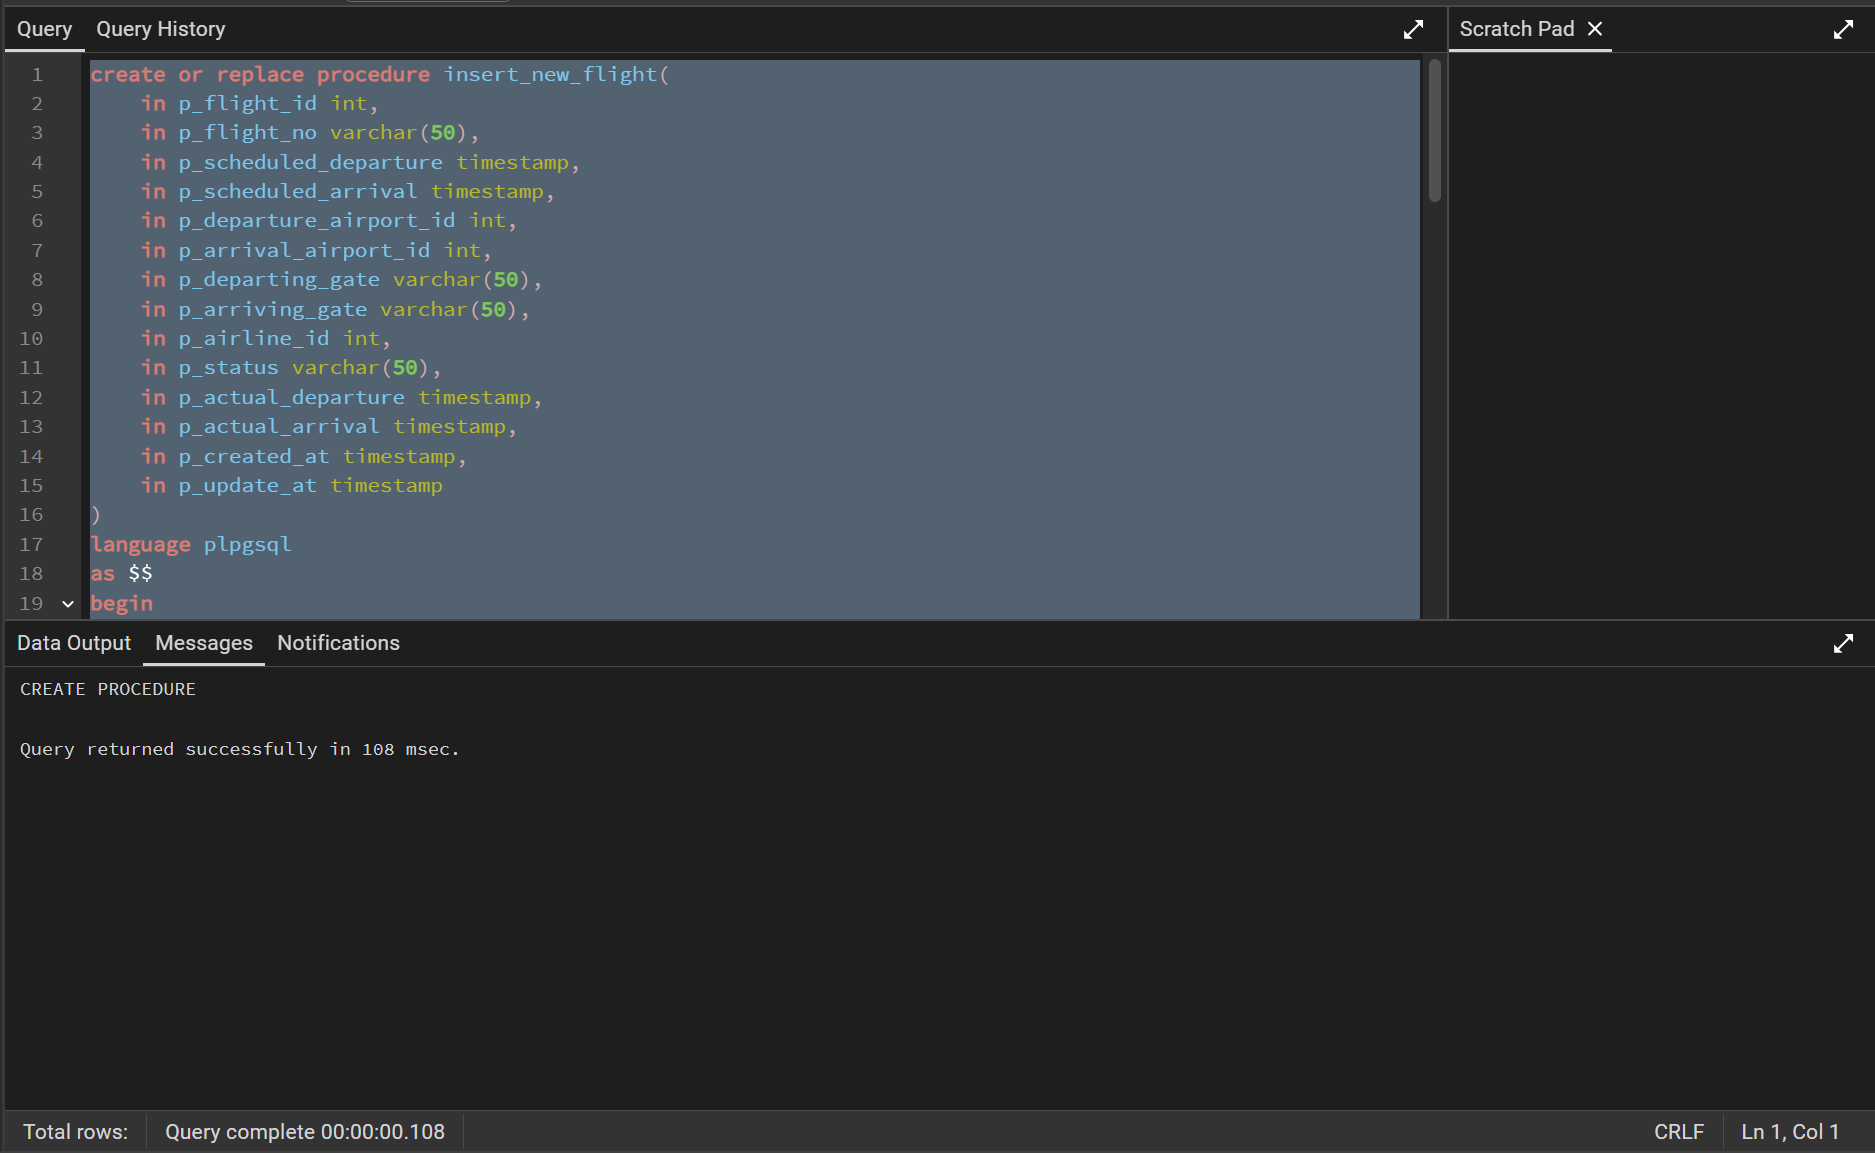 Query Query History Scratch Pad
1 create or replace procedure insert_new_flight(
2 in p_flight_id int,
3 in p_flight_no varchar(50),
4 in p_scheduled_departure timestamp,
5 in p_scheduled_arrival timestamp,
6 in p_departure_airport_id int,
7 in p_arrival_airport_id int,
8 in p_departing_gate varchar(50),
9 in p_arriving_gate varchar(50),
10 in p_airline_id int,
11 in p_status varchar(50),
12 in p_actual_departure timestamp,
13 in p_actual_arrival timestamp,
14 in p_created_at timestamp,
15 in p_update_at timestamp
16 )
17 language plpgsql
18 as $$
19 begin
Data Output Messages Notifications
CREATE PROCEDURE
Query returned successfully in 108 msec.
Total rows: Query complete 00:00:00.108 CRLF Ln 1, Col 1